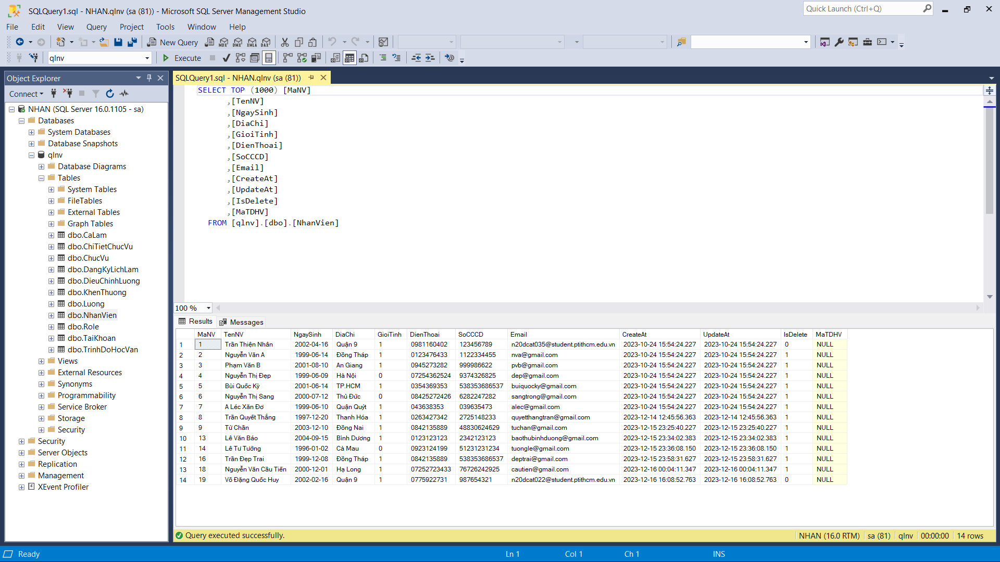 SQLQuery1.sql - NHAN.qlnv (sa (81)) - Microsoft SQL Server Management Studio
Quick Launch (Ctrl+Q)
File Edit View Query Project Tools Window Help
New Query MDX DMX XMLA DAX
qlnv Execute
Object Explorer
Connect
NHAN (SQL Server 16.0.1105 - sa)
Databases
System Databases
Database Snapshots
qlnv
Database Diagrams
Tables
System Tables
FileTables
External Tables
Graph Tables
dbo.CaLam
dbo.ChiTietChucVu
dbo.ChucVu
dbo.DangKyLichLam
dbo.DieuChinhLuong
dbo.KhenThuong
dbo.Luong
dbo.NhanVien
dbo.Role
dbo.TaiKhoan
dbo.TrinhDoHocVan
Views
External Resources
Synonyms
Programmability
Service Broker
Storage
Security
Security
Server Objects
Replication
Management
XEvent Profiler
SQLQuery1.sql - NHAN.qlnv (sa (81))
SELECT TOP (1000) [MaNV]
,[TenNV]
,[NgaySinh]
,[DiaChi]
,[GioiTinh]
,[DienThoai]
,[SoCCCD]
,[Email]
,[CreateAt]
,[UpdateAt]
,[IsDelete]
,[MaTDHV]
FROM [qlnv].[dbo].[NhanVien]
100 %
Results Messages
MaNV TenNV NgaySinh DiaChi GioiTinh DienThoai SoCCCD Email CreateAt UpdateAt IsDelete MaTDHV
1 1 Trần Thiện Nhân 2002-04-16 Quận 9 1 0981160402 123456789 n20dcat035@student.ptithcm.edu.vn 2023-10-24 15:54:24.227 2023-10-24 15:54:24.227 0 NULL
2 2 Nguyễn Văn A 1999-06-14 Đồng Tháp 1 0123476433 1122334455 nva@gmail.com 2023-10-24 15:54:24.227 2023-10-24 15:54:24.227 1 NULL
3 3 Phạm Văn B 2001-08-10 An Giang 1 0945273282 999986622 pvb@gmail.com 2023-10-24 15:54:24.227 2023-10-24 15:54:24.227 1 NULL
4 4 Nguyễn Thị Đẹp 1999-06-09 Hà Nội 0 07254362524 9374326825 dep@gmail.com 2023-10-24 15:54:24.227 2023-10-24 15:54:24.227 1 NULL
5 5 Bùi Quốc Kỳ 2001-06-14 TP.HCM 1 0354369353 538353686537 buiquocky@gmail.com 2023-10-24 15:54:24.227 2023-10-24 15:54:24.227 1 NULL
6 6 Nguyễn Thị Sang 2000-07-12 Thủ Đức 0 08425272426 6282247282 sangtrong@gmail.com 2023-10-24 15:54:24.227 2023-10-24 15:54:24.227 1 NULL
7 7 A Léc Xăn Đơ 1999-06-10 Quận Quýt 1 043638353 039635473 alec@gmail.com 2023-10-24 15:54:24.227 2023-10-24 15:54:24.227 1 NULL
8 8 Trần Quyết Thắng 1997-12-20 Thanh Hóa 1 0263427342 2725148233 quyetthangtran@gmail.com 2023-12-14 12:45:56.363 2023-12-14 12:45:56.363 1 NULL
9 9 Từ Chần 2003-12-10 Đồng Nai 1 0842135889 48830624629 tuchan@gmail.com 2023-12-15 23:25:40.227 2023-12-15 23:25:40.227 1 NULL
10 13 Lê Văn Báo 2004-09-15 Bình Dương 1 0123123123 2342123123 baothubinhduong@gmail.com 2023-12-15 23:34:02.383 2023-12-15 23:34:02.383 1 NULL
11 14 Lê Tư Tưởng 1996-01-02 Cà Mau 0 0923124199 51231231234 tuongle@gmail.com 2023-12-15 23:36:08.150 2023-12-15 23:36:08.150 1 NULL
12 16 Trần Đẹp Trai 1999-12-08 Đồng Tháp 1 0842135889 538353686537 deptrai@gmail.com 2023-12-15 23:58:31.627 2023-12-15 23:58:31.627 1 NULL
13 18 Nguyễn Văn Cầu Tiến 2000-12-01 Hạ Long 1 07252723433 76726242925 cautien@gmail.com 2023-12-16 00:04:11.347 2023-12-16 00:04:11.347 1 NULL
14 19 Võ Đặng Quốc Huy 2002-02-16 Quận 9 1 0775922731 987654321 n20dcat022@student.ptithcm.edu.vn 2023-12-16 16:08:52.763 2023-12-16 16:08:52.763 0 NULL
Query executed successfully. NHAN (16.0 RTM) sa (81) qlnv 00:00:00 14 rows
Ready Ln 1 Col 1 Ch 1 INS